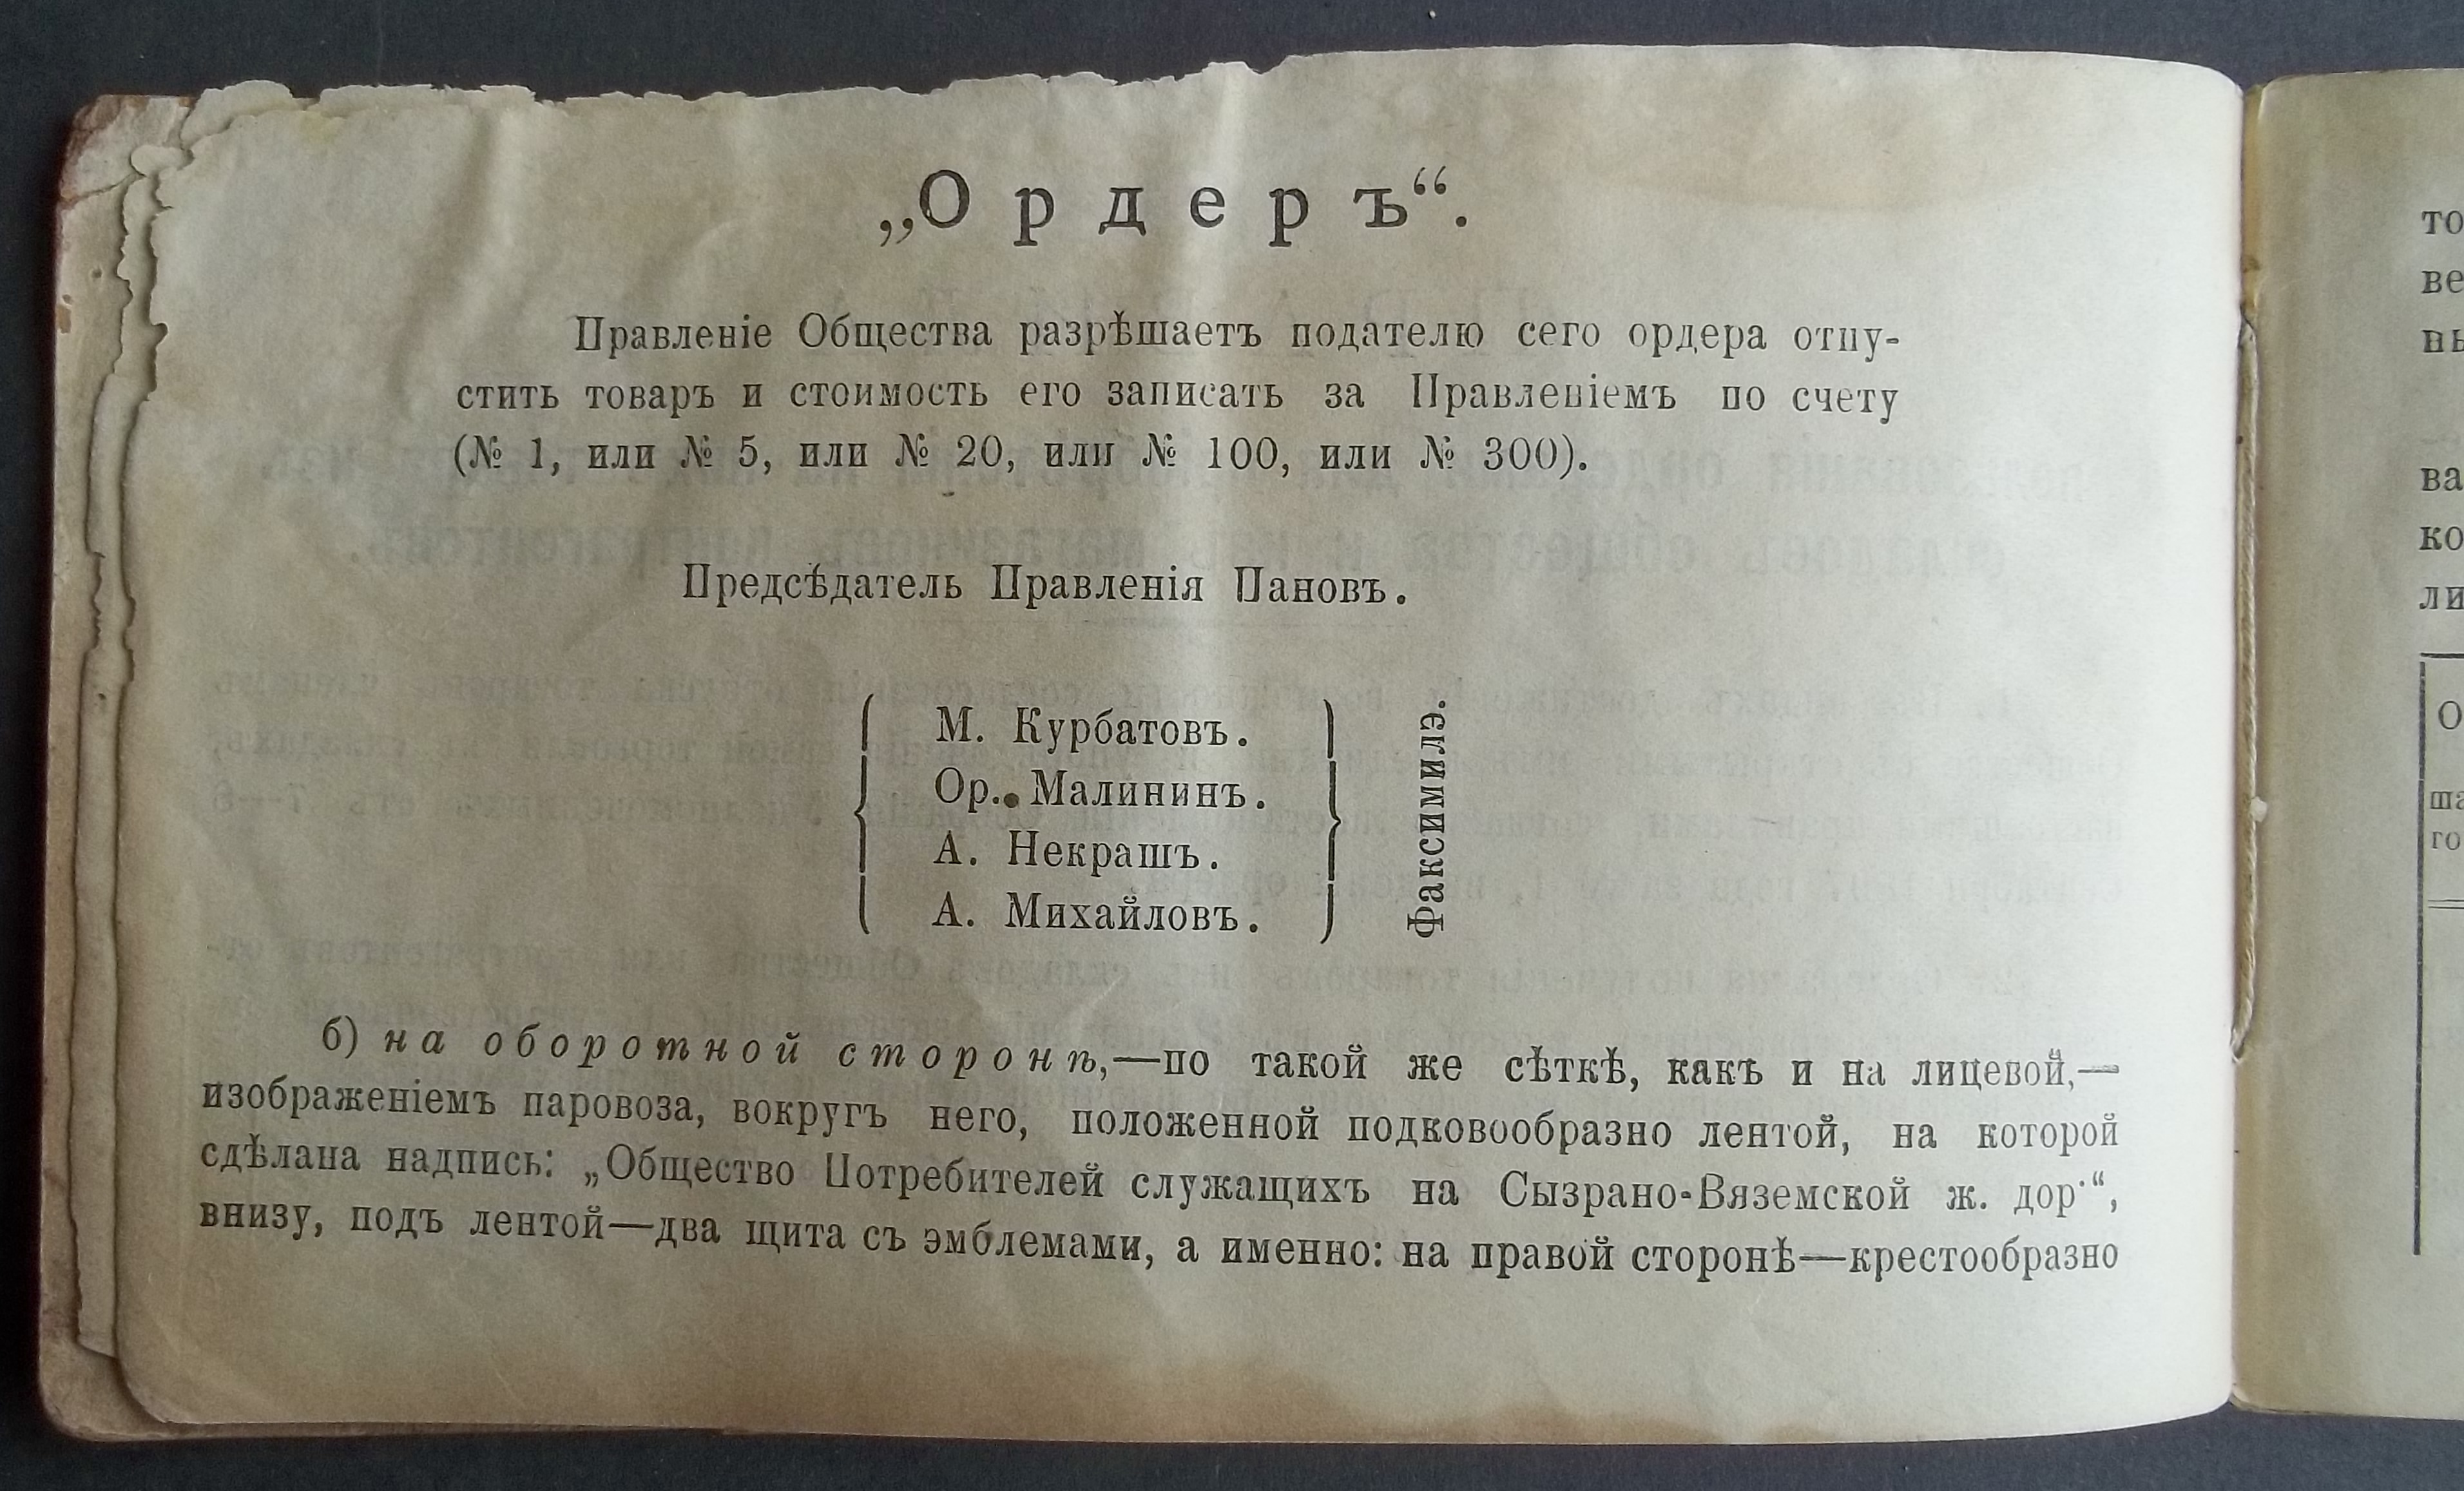 „Ордеръ“.
Правленіе Общества разрѣшаетъ подателю сего ордера отпу-
стить товаръ и стоимость его записать за Правленіемъ по счету
(№ 1, или № 5, или № 20, или № 100, или № 300).
Предсѣдатель Правленія Пановъ.
М. Курбатовъ.
Ор. Малининъ.
А. Некрашъ.
А. Михайловъ.
Факсимилэ.
б) на оборотной сторонѣ,—по такой же сѣткѣ, какъ и на лицевой,—
изображеніемъ паровоза, вокругъ него, положенной подковообразно лентой, на которой
сдѣлана надпись: „Общество Потребителей служащихъ на Сызрано-Вяземской ж. дор.“,
внизу, подъ лентой—два щита съ эмблемами, а именно: на правой сторонѣ—крестообразно